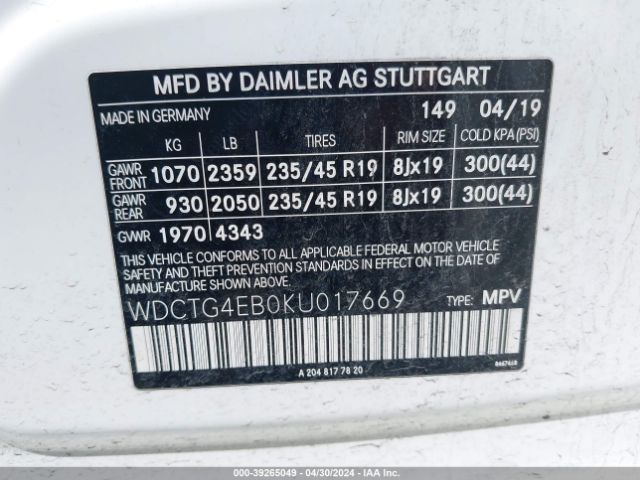 MFD BY DAIMLER AG STUTTGART
MADE IN GERMANY 149 04/19
KG LB TIRES RIM SIZE COLD KPA(PSI)
GAWR FRONT 1070 2359 235/45 R19 8Jx19 300(44)
GAWR REAR 930 2050 235/45 R19 8Jx19 300(44)
GWR 1970 4343
THIS VEHICLE CONFORMS TO ALL APPLICABLE FEDERAL MOTOR VEHICLE
SAFETY AND THEFT PREVENTION STANDARDS IN EFFECT ON THE DATE OF
MANUFACTURE SHOWN ABOVE.
WDCTG4EB0KU017669 TYPE: MPV
A 204 817 78 20
000-39265049 - 04/30/2024 - IAA Inc.